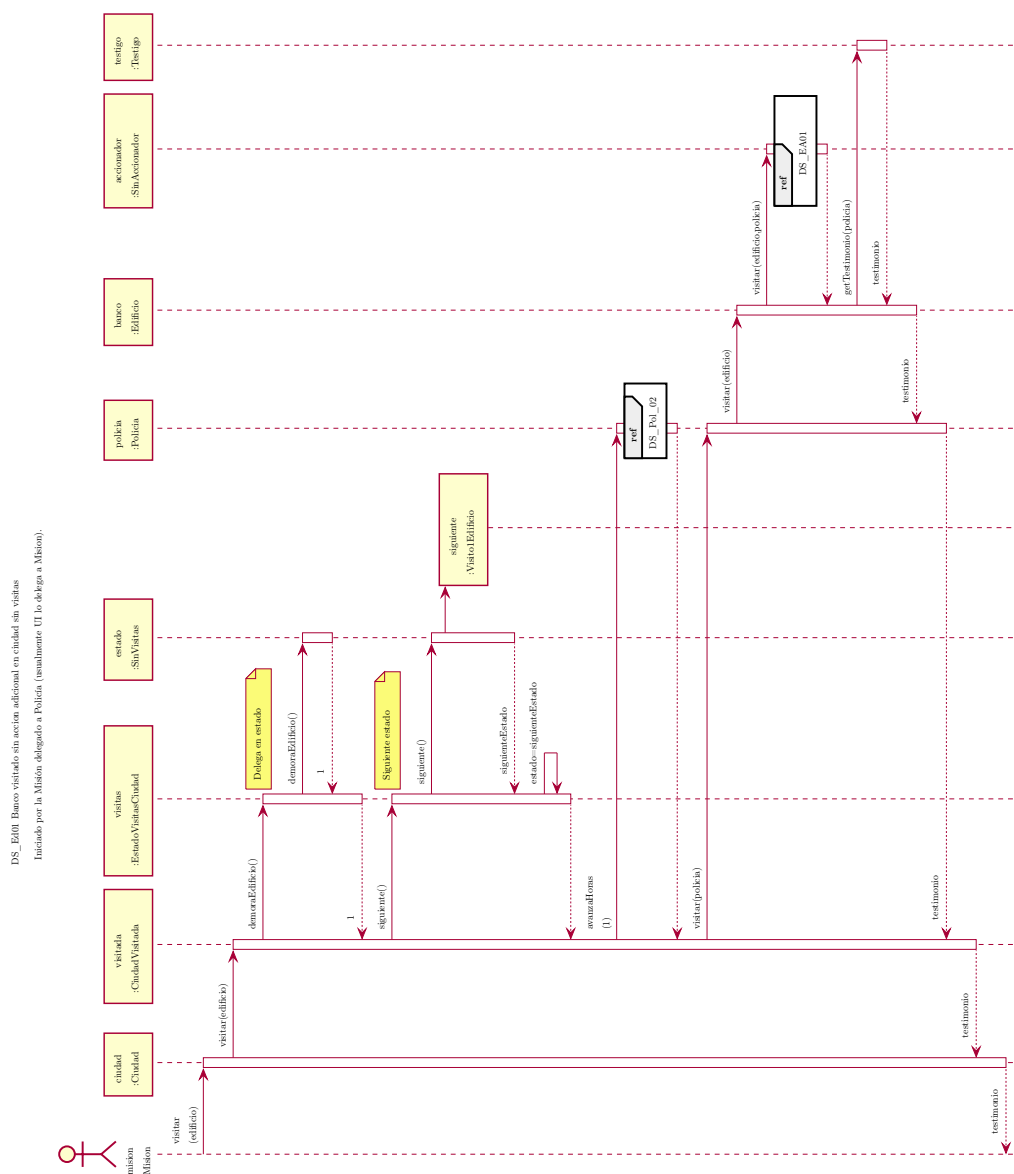 DS_Ed01 Banco visitado sin accion adicional en ciudad sin visitas
Iniciado por la Misión delegado a Policía (usualmente UI lo delega a Mision).
mision
Mision
ciudad
:Ciudad
visitada
:CiudadVisitada
visitas
:EstadoVisitasCiudad
estado
:SinVisitas
policia
:Policia
banco
:Edificio
accionador
:SinAccionador
testigo
:Testigo
visitar
(edificio)
visitar(edificio)
demoraEdificio()
Delega en estado
demoraEdificio()
1
1
siguiente()
Siguiente estado
siguiente()
siguiente
:Visito1Edificio
siguienteEstado
estado=siguienteEstado
avanzaHoras
(1)
ref
DS_Pol_02
visitar(policia)
visitar(edificio)
visitar(edificio,policia)
ref
DS_EA01
getTestimonio(policia)
testimonio
testimonio
testimonio
testimonio
testimonio